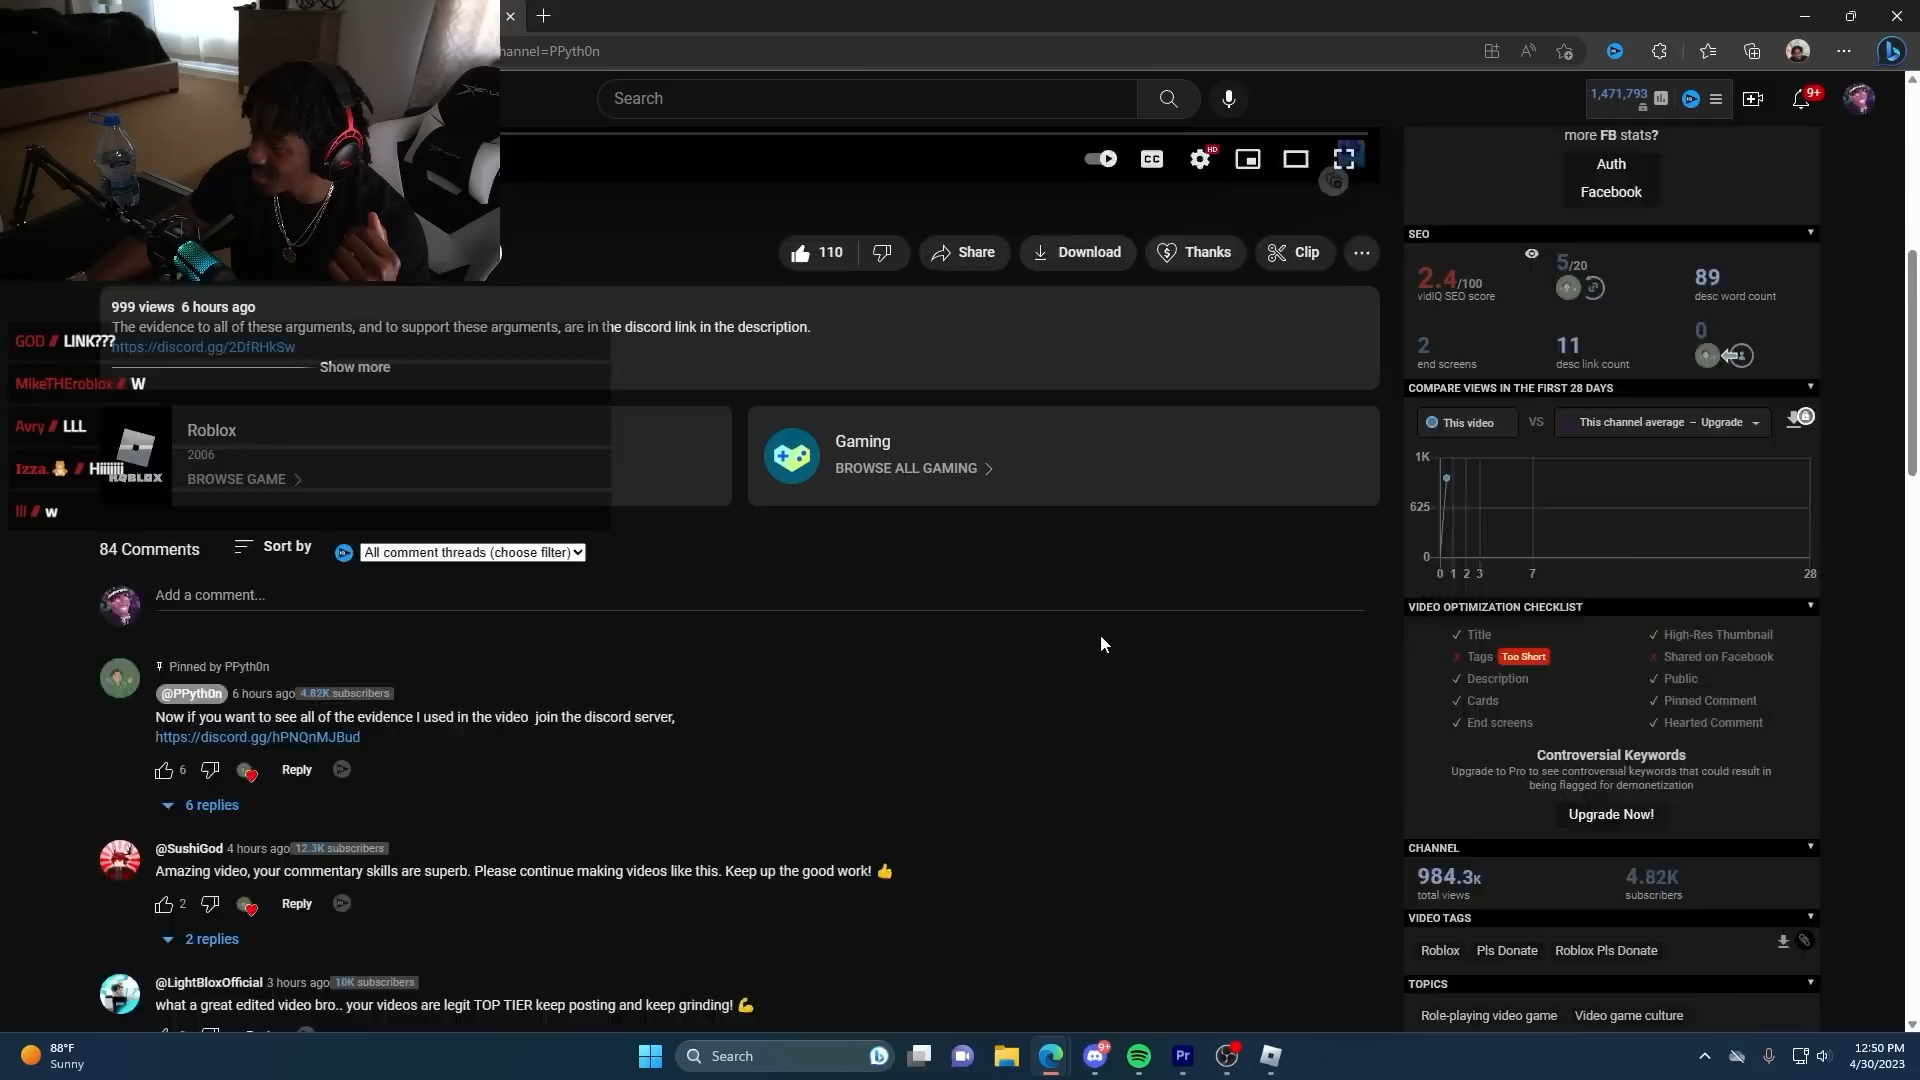 hannel=PPyth0n
Search
1,471,793
9+
HD
CC
110
Share
Download
Thanks
Clip
999 views 6 hours ago
The evidence to all of these arguments, and to support these arguments, are in the discord link in the description.
https://discord.gg/2DfRHkSw
Show more
GOD // LINK???
MikeTHEroblox // W
Avry // LLL
Izza. 🧸 // Hiiiiiii
lll // w
ROBLOX
Roblox
2006
BROWSE GAME
Gaming
BROWSE ALL GAMING
84 Comments
Sort by
All comment threads (choose filter)
Add a comment...
Pinned by PPyth0n
@PPyth0n 6 hours ago 4.82K subscribers
Now if you want to see all of the evidence I used in the video join the discord server,
https://discord.gg/hPNQnMJBud
6
Reply
6 replies
@SushiGod 4 hours ago 12.3K subscribers
Amazing video, your commentary skills are superb. Please continue making videos like this. Keep up the good work! 👍
2
Reply
2 replies
@LightBloxOfficial 3 hours ago 10K subscribers
what a great edited video bro.. your videos are legit TOP TIER keep posting and keep grinding! 💪
more FB stats?
Auth
Facebook
SEO
2.4/100
vidIQ SEO score
5/20
89
desc word count
2
end screens
11
desc link count
0
COMPARE VIEWS IN THE FIRST 28 DAYS
This video
VS
This channel average – Upgrade
1K
625
0
0 1 2 3 7 28
VIDEO OPTIMIZATION CHECKLIST
✓ Title
✓ High-Res Thumbnail
x Tags Too Short
x Shared on Facebook
✓ Description
✓ Public
✓ Cards
✓ Pinned Comment
✓ End screens
✓ Hearted Comment
Controversial Keywords
Upgrade to Pro to see controversial keywords that could result in
being flagged for demonetization
Upgrade Now!
CHANNEL
984.3K
total views
4.82K
subscribers
VIDEO TAGS
Roblox Pls Donate Roblox Pls Donate
TOPICS
Role-playing video game Video game culture
88°F
Sunny
Search
9+
Pr
12:50 PM
4/30/2023